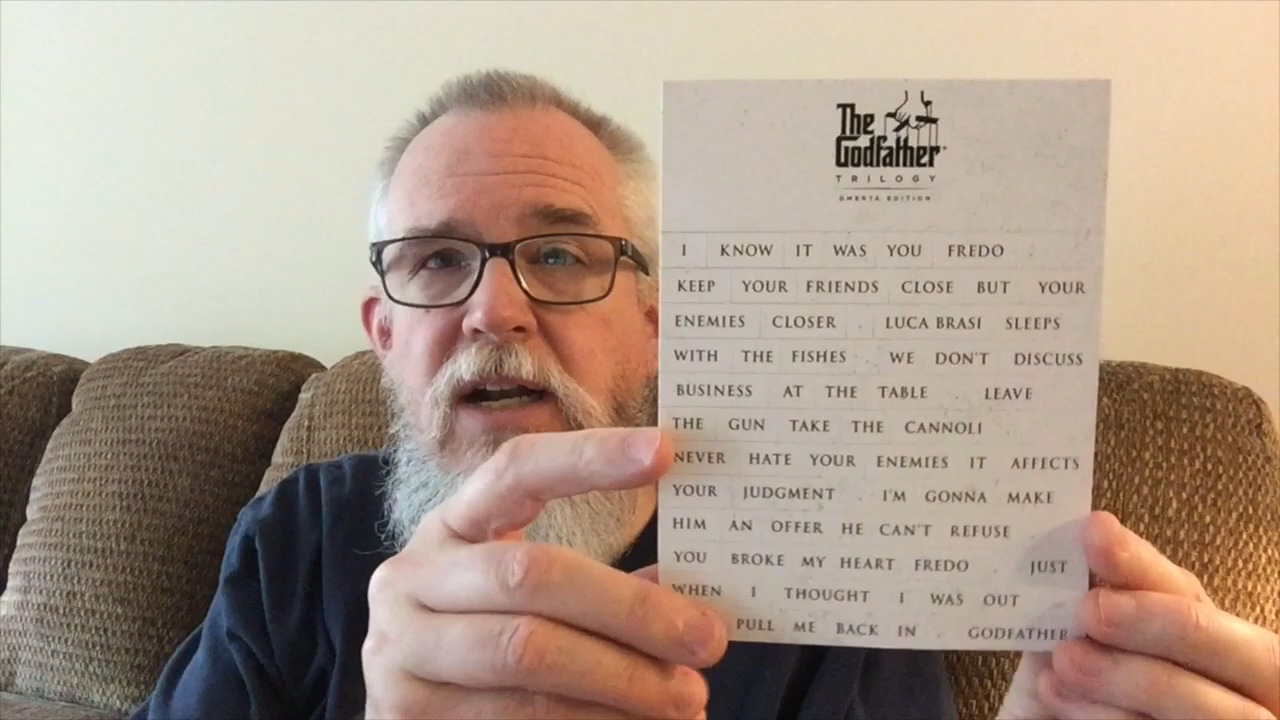 The
Godfather
TRILOGY
OMERTA EDITION
I KNOW IT WAS YOU FREDO
KEEP YOUR FRIENDS CLOSE BUT YOUR
ENEMIES CLOSER . LUCA BRASI SLEEPS
WITH THE FISHES . WE DON'T DISCUSS
BUSINESS AT THE TABLE LEAVE
THE GUN TAKE THE CANNOLI
NEVER HATE YOUR ENEMIES IT AFFECTS
YOUR JUDGMENT . I'M GONNA MAKE
HIM AN OFFER HE CAN'T REFUSE
YOU BROKE MY HEART FREDO . JUST
WHEN I THOUGHT I WAS OUT
PULL ME BACK IN . GODFATHER